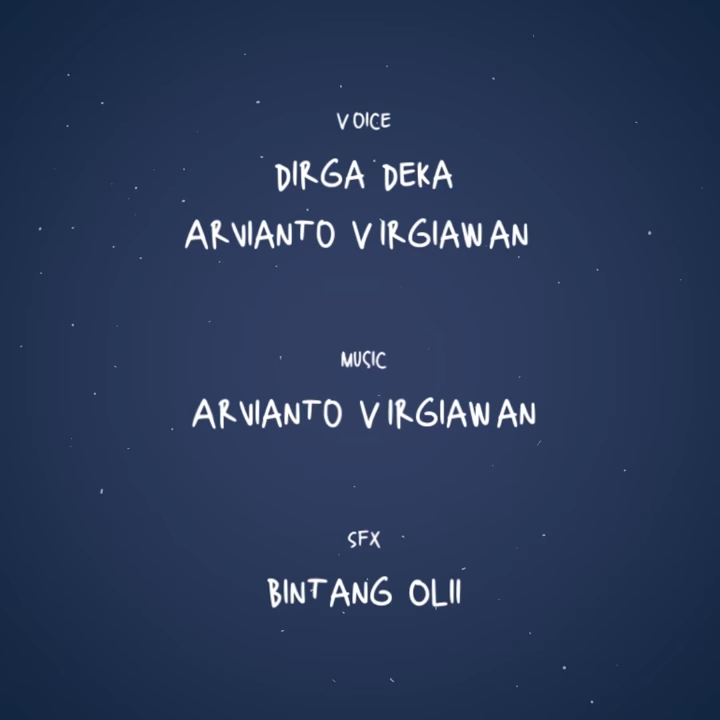 VOICE
DIRGA DEKA
ARVIANTO VIRGIAWAN
MUSIC
ARVIANTO VIRGIAWAN
SFX
BINTANG OLII